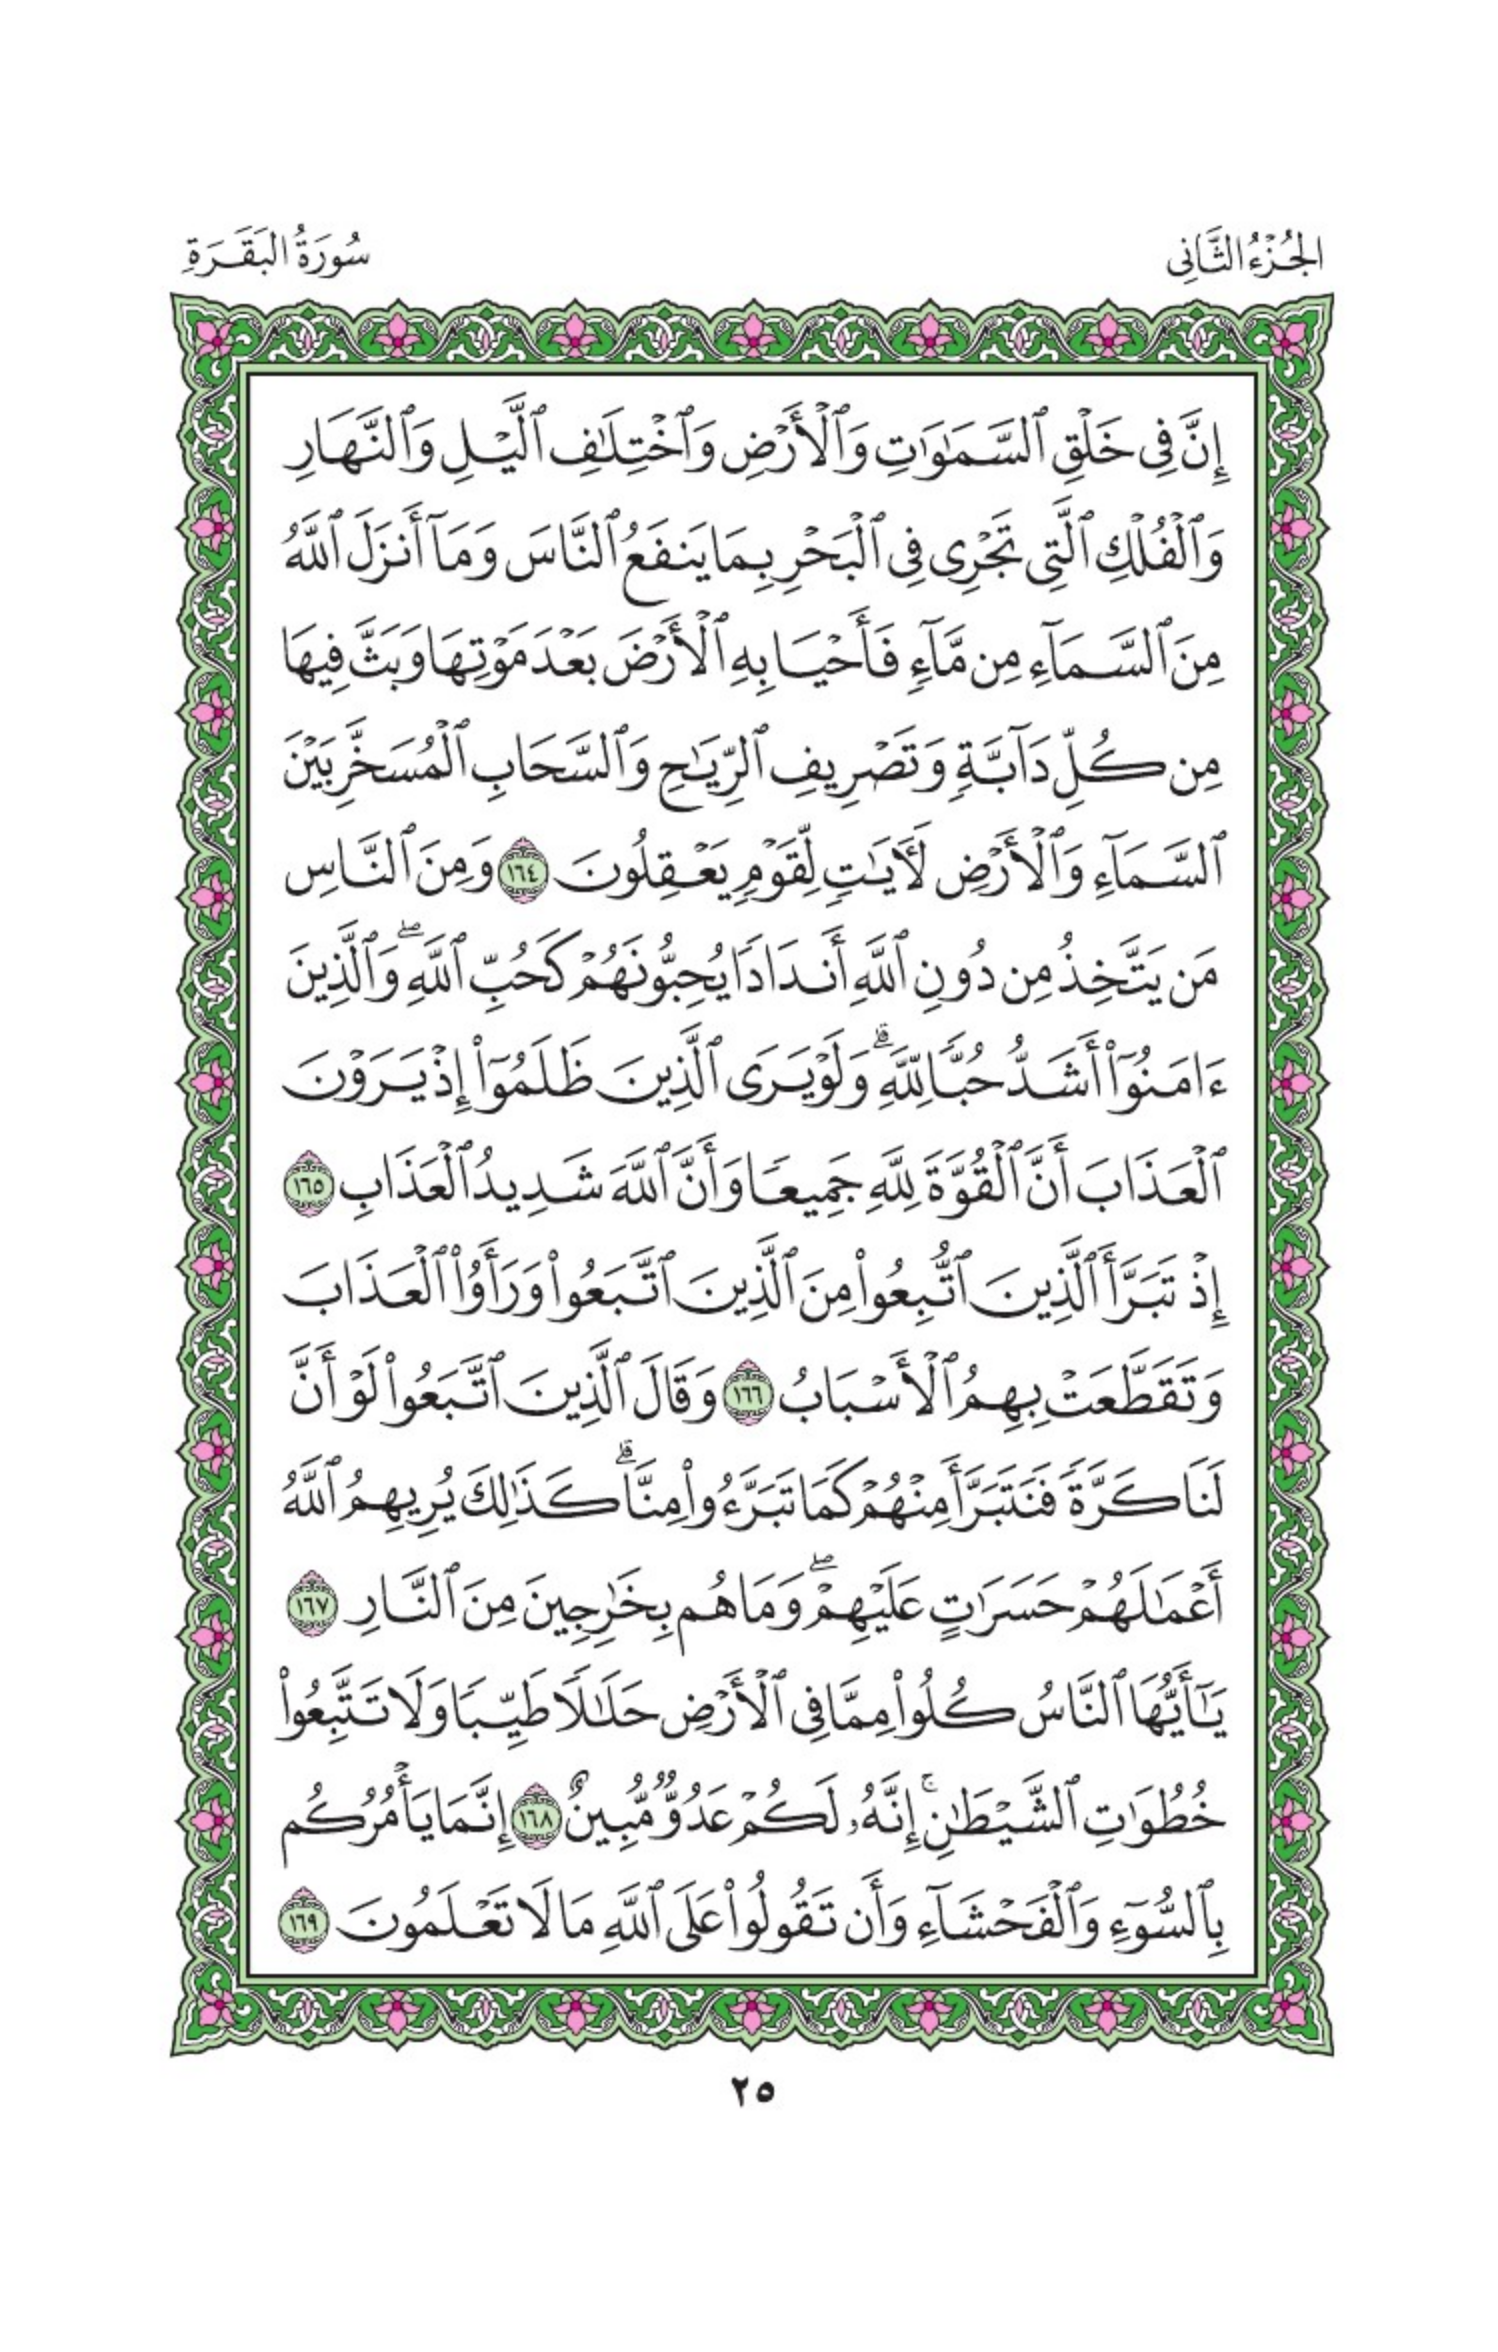 الجُزْءُ الثَّانِى
سُورَةُ البَقَرَةِ
إِنَّ فِى خَلْقِ ٱلسَّمَٰوَٰتِ وَٱلْأَرْضِ وَٱخْتِلَٰفِ ٱلَّيْلِ وَٱلنَّهَارِ
وَٱلْفُلْكِ ٱلَّتِى تَجْرِى فِى ٱلْبَحْرِ بِمَا يَنفَعُ ٱلنَّاسَ وَمَآ أَنزَلَ ٱللَّهُ
مِنَ ٱلسَّمَآءِ مِن مَّآءٍ فَأَحْيَا بِهِ ٱلْأَرْضَ بَعْدَ مَوْتِهَا وَبَثَّ فِيهَا
مِن كُلِّ دَآبَّةٍ وَتَصْرِيفِ ٱلرِّيَٰحِ وَٱلسَّحَابِ ٱلْمُسَخَّرِ بَيْنَ
ٱلسَّمَآءِ وَٱلْأَرْضِ لَأٓيَٰتٍ لِّقَوْمٍ يَعْقِلُونَ ١٦٤ وَمِنَ ٱلنَّاسِ
مَن يَتَّخِذُ مِن دُونِ ٱللَّهِ أَندَادًا يُحِبُّونَهُمْ كَحُبِّ ٱللَّهِۖ وَٱلَّذِينَ
ءَامَنُوٓا۟ أَشَدُّ حُبًّا لِّلَّهِۗ وَلَوْ يَرَى ٱلَّذِينَ ظَلَمُوٓا۟ إِذْ يَرَوْنَ
ٱلْعَذَابَ أَنَّ ٱلْقُوَّةَ لِلَّهِ جَمِيعًا وَأَنَّ ٱللَّهَ شَدِيدُ ٱلْعَذَابِ ١٦٥
إِذْ تَبَرَّأَ ٱلَّذِينَ ٱتُّبِعُوا۟ مِنَ ٱلَّذِينَ ٱتَّبَعُوا۟ وَرَأَوُا۟ ٱلْعَذَابَ
وَتَقَطَّعَتْ بِهِمُ ٱلْأَسْبَابُ ١٦٦ وَقَالَ ٱلَّذِينَ ٱتَّبَعُوا۟ لَوْ أَنَّ
لَنَا كَرَّةً فَنَتَبَرَّأَ مِنْهُمْ كَمَا تَبَرَّءُوا۟ مِنَّاۗ كَذَٰلِكَ يُرِيهِمُ ٱللَّهُ
أَعْمَٰلَهُمْ حَسَرَٰتٍ عَلَيْهِمْۖ وَمَا هُم بِخَٰرِجِينَ مِنَ ٱلنَّارِ ١٦٧
يَٰٓأَيُّهَا ٱلنَّاسُ كُلُوا۟ مِمَّا فِى ٱلْأَرْضِ حَلَٰلًا طَيِّبًا وَلَا تَتَّبِعُوا۟
خُطُوَٰتِ ٱلشَّيْطَٰنِۚ إِنَّهُۥ لَكُمْ عَدُوٌّ مُّبِينٌ ١٦٨ إِنَّمَا يَأْمُرُكُم
بِٱلسُّوٓءِ وَٱلْفَحْشَآءِ وَأَن تَقُولُوا۟ عَلَى ٱللَّهِ مَا لَا تَعْلَمُونَ ١٦٩
٢٥